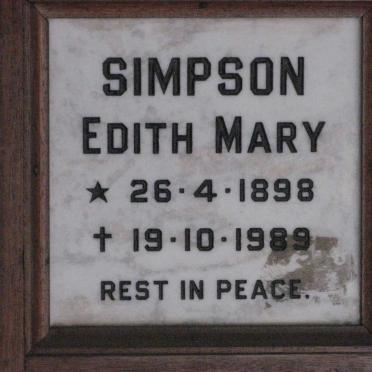 SIMPSON
EDITH MARY
★ 26·4·1898
✝ 19·10·1989
REST IN PEACE.